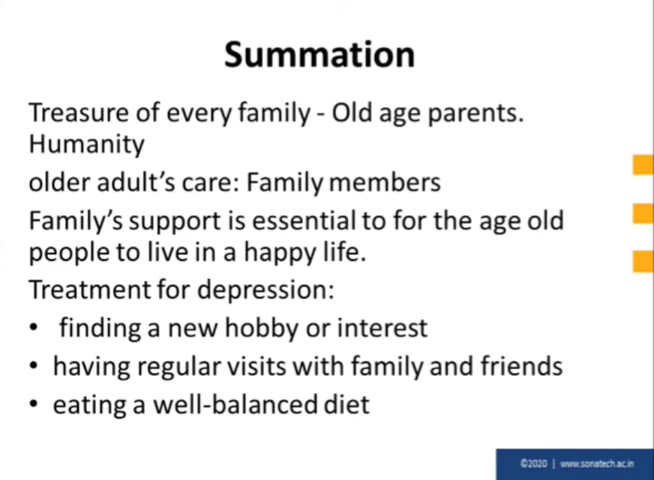 Summation
Treasure of every family - Old age parents.
Humanity
older adult's care: Family members
Family's support is essential to for the age old
people to live in a happy life.
Treatment for depression:
• finding a new hobby or interest
• having regular visits with family and friends
• eating a well-balanced diet
©2020 | www.sonatech.ac.in